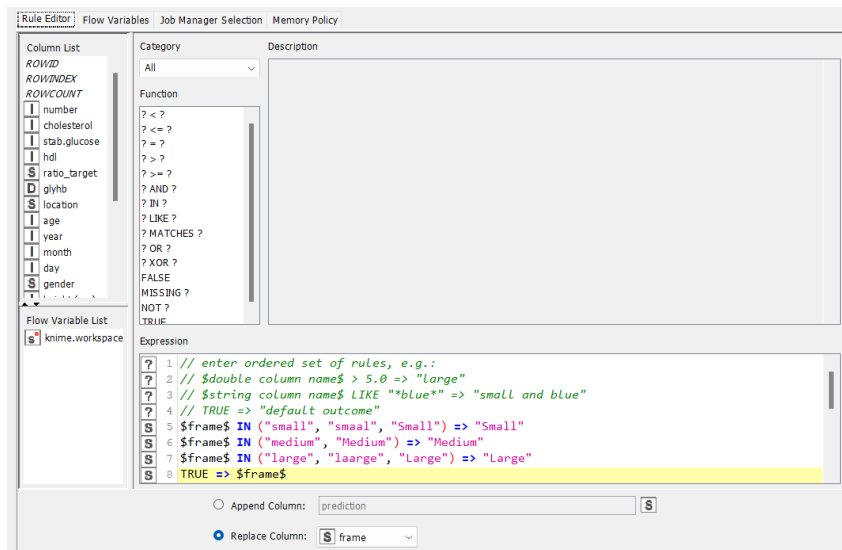 Rule Editor Flow Variables Job Manager Selection Memory Policy
Column List
ROWID
ROWINDEX
ROWCOUNT
I number
I cholesterol
I stab.glucose
I hdl
S ratio_target
D glyhb
S location
I age
I year
I month
I day
S gender
Flow Variable List
s knime.workspace
Category
All
Function
? < ?
? <= ?
? = ?
? > ?
? >= ?
? AND ?
? IN ?
? LIKE ?
? MATCHES ?
? OR ?
? XOR ?
FALSE
MISSING ?
NOT ?
TRUE
Description
Expression
? 1 // enter ordered set of rules, e.g.:
? 2 // $double column name$ > 5.0 => "large"
? 3 // $string column name$ LIKE "*blue*" => "small and blue"
? 4 // TRUE => "default outcome"
S 5 $frame$ IN ("small", "smaal", "Small") => "Small"
S 6 $frame$ IN ("medium", "Medium") => "Medium"
S 7 $frame$ IN ("large", "laarge", "Large") => "Large"
S 8 TRUE => $frame$
Append Column: prediction S
Replace Column: S frame